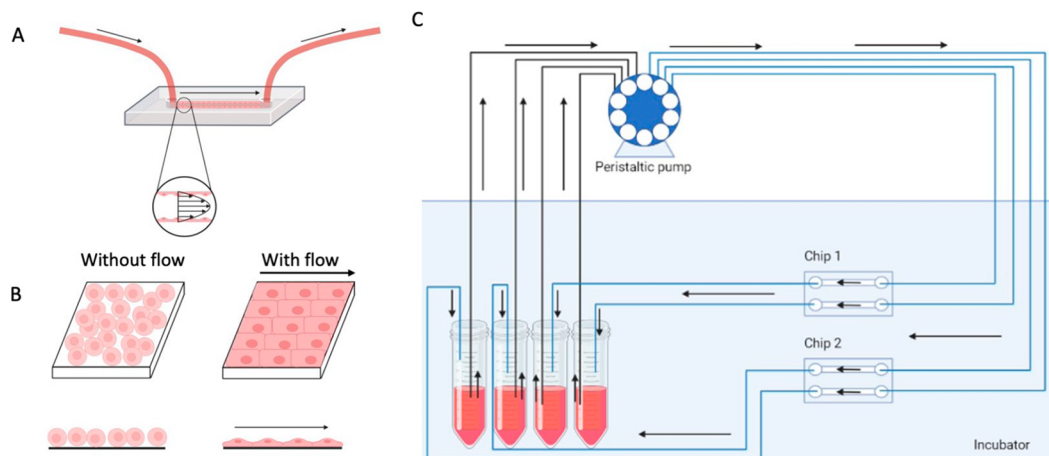 A
Without flow
With flow
B
C
Peristaltic pump
Chip 1
Chip 2
Incubator